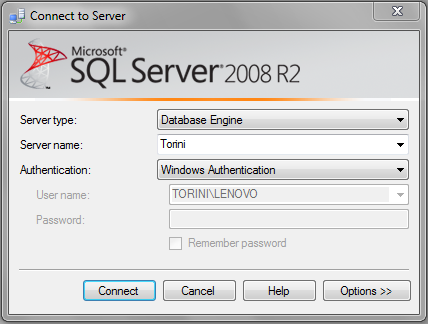 Connect to Server
Microsoft®
SQL Server® 2008 R2
Server type: Database Engine
Server name: Torini
Authentication: Windows Authentication
User name: TORINI\LENOVO
Password:
Remember password
Connect Cancel Help Options >>